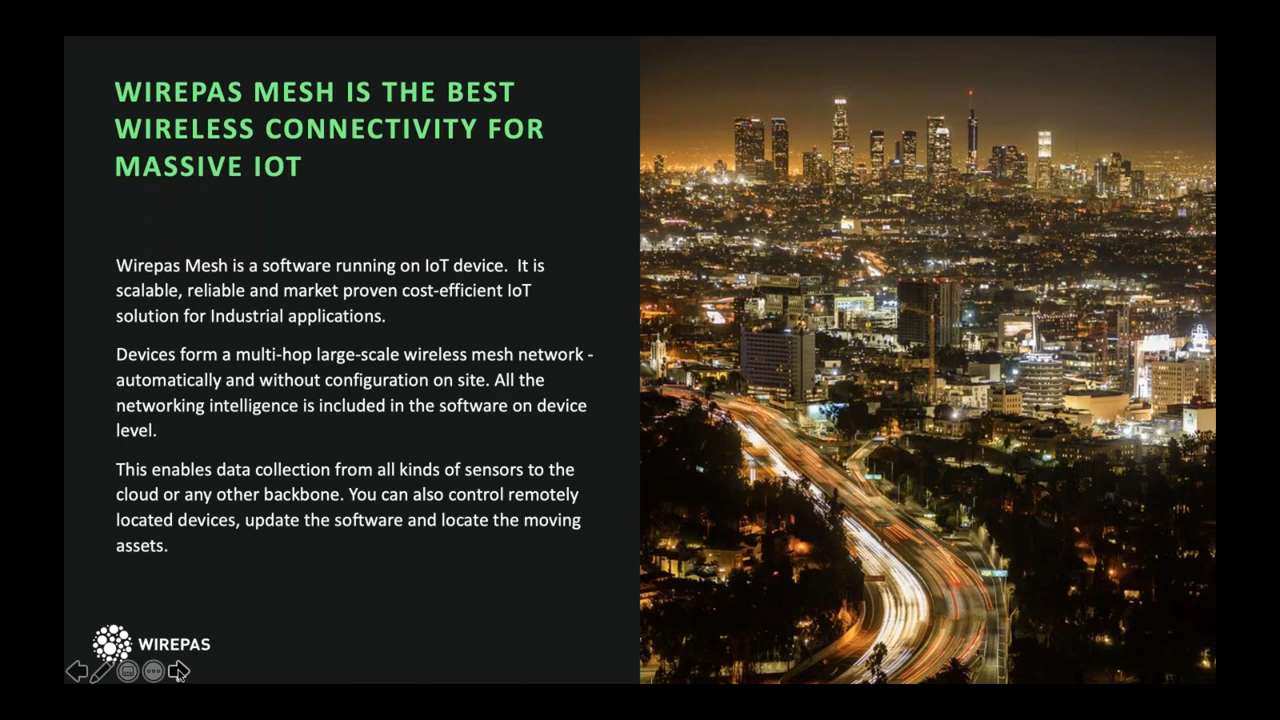 WIREPAS MESH IS THE BEST
WIRELESS CONNECTIVITY FOR
MASSIVE IOT
Wirepas Mesh is a software running on IoT device.  It is
scalable, reliable and market proven cost-efficient IoT
solution for Industrial applications.
Devices form a multi-hop large-scale wireless mesh network -
automatically and without configuration on site. All the
networking intelligence is included in the software on device
level.
This enables data collection from all kinds of sensors to the
cloud or any other backbone. You can also control remotely
located devices, update the software and locate the moving
assets.
WIREPAS